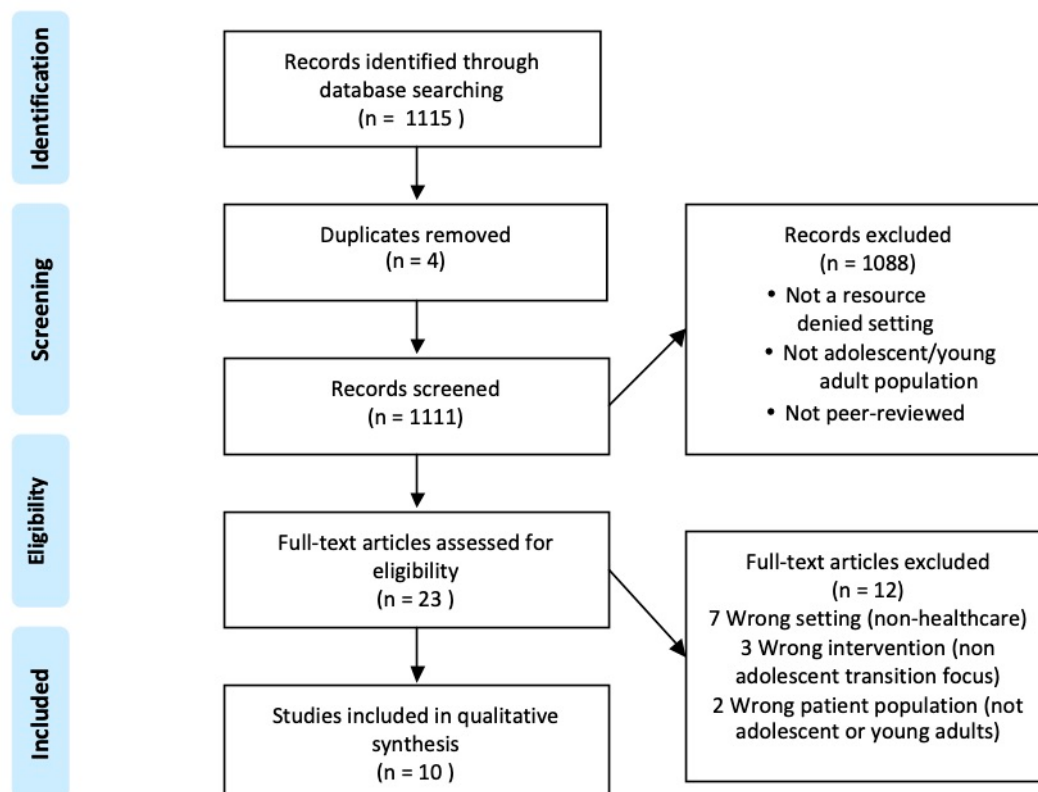 Identification
Records identified through
database searching
(n = 1115 )
Screening
Duplicates removed
(n = 4)
Records excluded
(n = 1088)
• Not a resource
denied setting
• Not adolescent/young
adult population
• Not peer-reviewed
Records screened
(n = 1111)
Eligibility
Full-text articles assessed for
eligibility
(n = 23 )
Full-text articles excluded
(n = 12)
7 Wrong setting (non-healthcare)
3 Wrong intervention (non
adolescent transition focus)
2 Wrong patient population (not
adolescent or young adults)
Included
Studies included in qualitative
synthesis
(n = 10 )